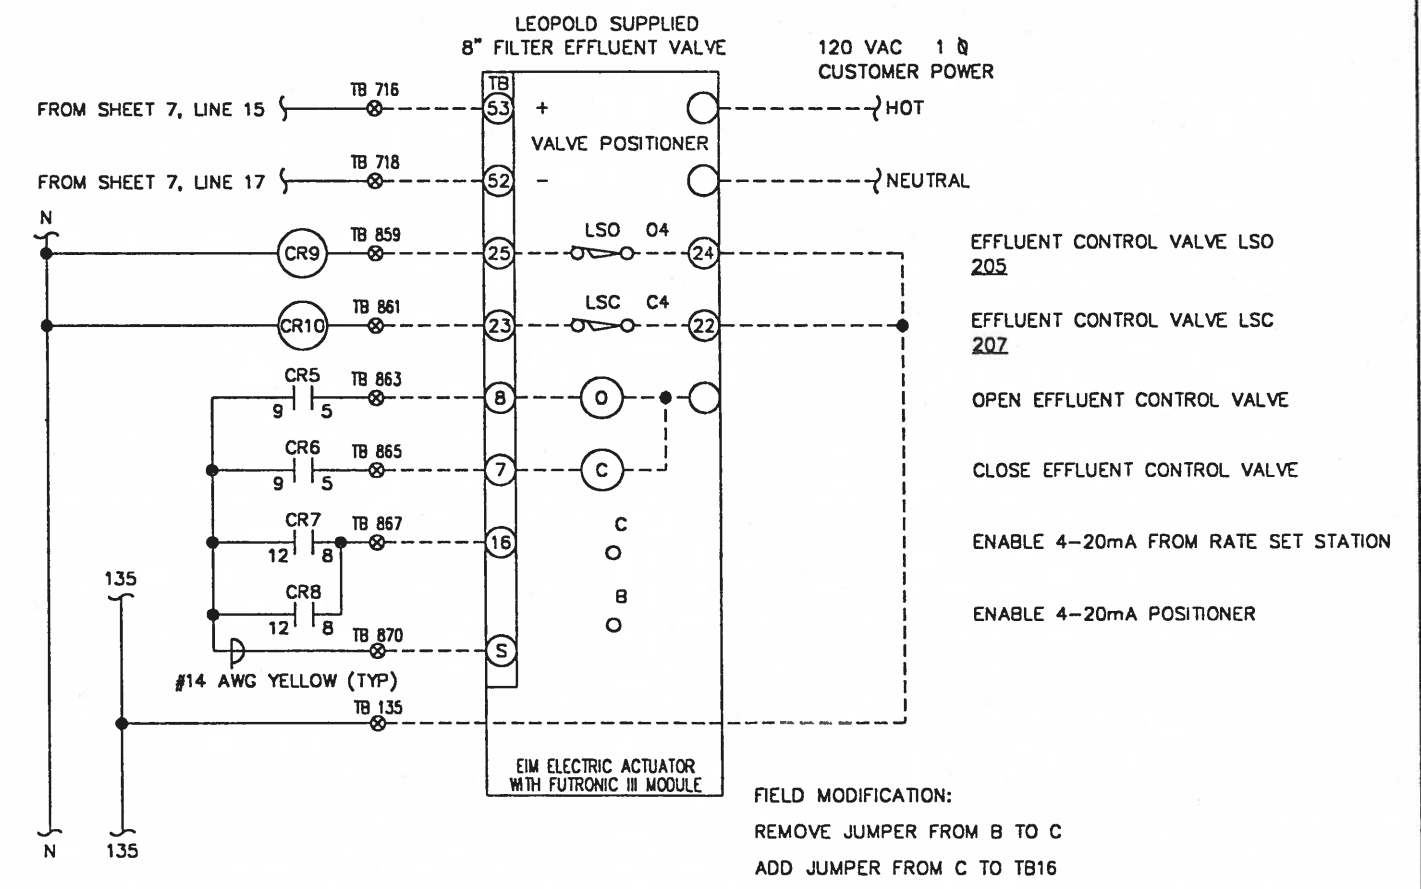 LEOPOLD SUPPLIED
8" FILTER EFFLUENT VALVE
120 VAC 1 Ø
CUSTOMER POWER
TB
FROM SHEET 7, LINE 15
TB 716
53
+
HOT
VALVE POSITIONER
FROM SHEET 7, LINE 17
TB 718
52
-
NEUTRAL
N
CR9
TB 859
25
LSO O4
24
EFFLUENT CONTROL VALVE LSO
205
CR10
TB 861
23
LSC C4
22
EFFLUENT CONTROL VALVE LSC
207
CR5
9 5
TB 863
8
O
OPEN EFFLUENT CONTROL VALVE
CR6
9 5
TB 865
7
C
CLOSE EFFLUENT CONTROL VALVE
CR7
12 8
TB 867
16
C
ENABLE 4-20mA FROM RATE SET STATION
135
CR8
12 8
B
ENABLE 4-20mA POSITIONER
TB 870
S
#14 AWG YELLOW (TYP)
TB 135
EIM ELECTRIC ACTUATOR
WITH FUTRONIC III MODULE
FIELD MODIFICATION:
REMOVE JUMPER FROM B TO C
ADD JUMPER FROM C TO TB16
N
135